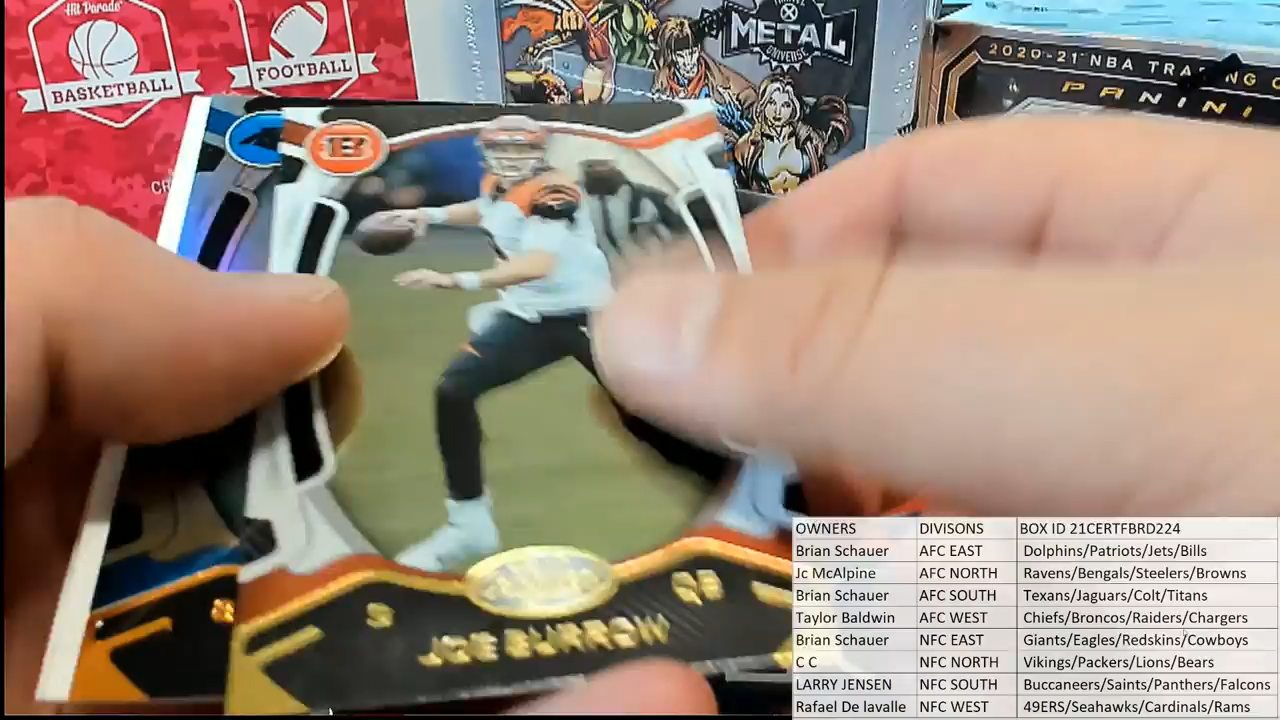 Hit Parade
BASKETBALL
FOOTBALL
METAL
UNIVERSE
2020-21 NBA TRA NG
PANINI
B
JOE BURROW
QB
OWNERS DIVISONS BOX ID 21CERTFBRD224
Brian Schauer AFC EAST Dolphins/Patriots/Jets/Bills
Jc McAlpine AFC NORTH Ravens/Bengals/Steelers/Browns
Brian Schauer AFC SOUTH Texans/Jaguars/Colt/Titans
Taylor Baldwin AFC WEST Chiefs/Broncos/Raiders/Chargers
Brian Schauer NFC EAST Giants/Eagles/Redskins/Cowboys
C C NFC NORTH Vikings/Packers/Lions/Bears
LARRY JENSEN NFC SOUTH Buccaneers/Saints/Panthers/Falcons
Rafael De lavalle NFC WEST 49ERS/Seahawks/Cardinals/Rams